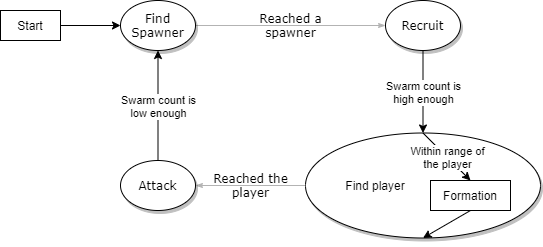 Start
Find
Spawner
Reached a
spawner
Recruit
Swarm count is
high enough
Within range of
the player
Formation
Find player
Reached the
player
Attack
Swarm count is
low enough